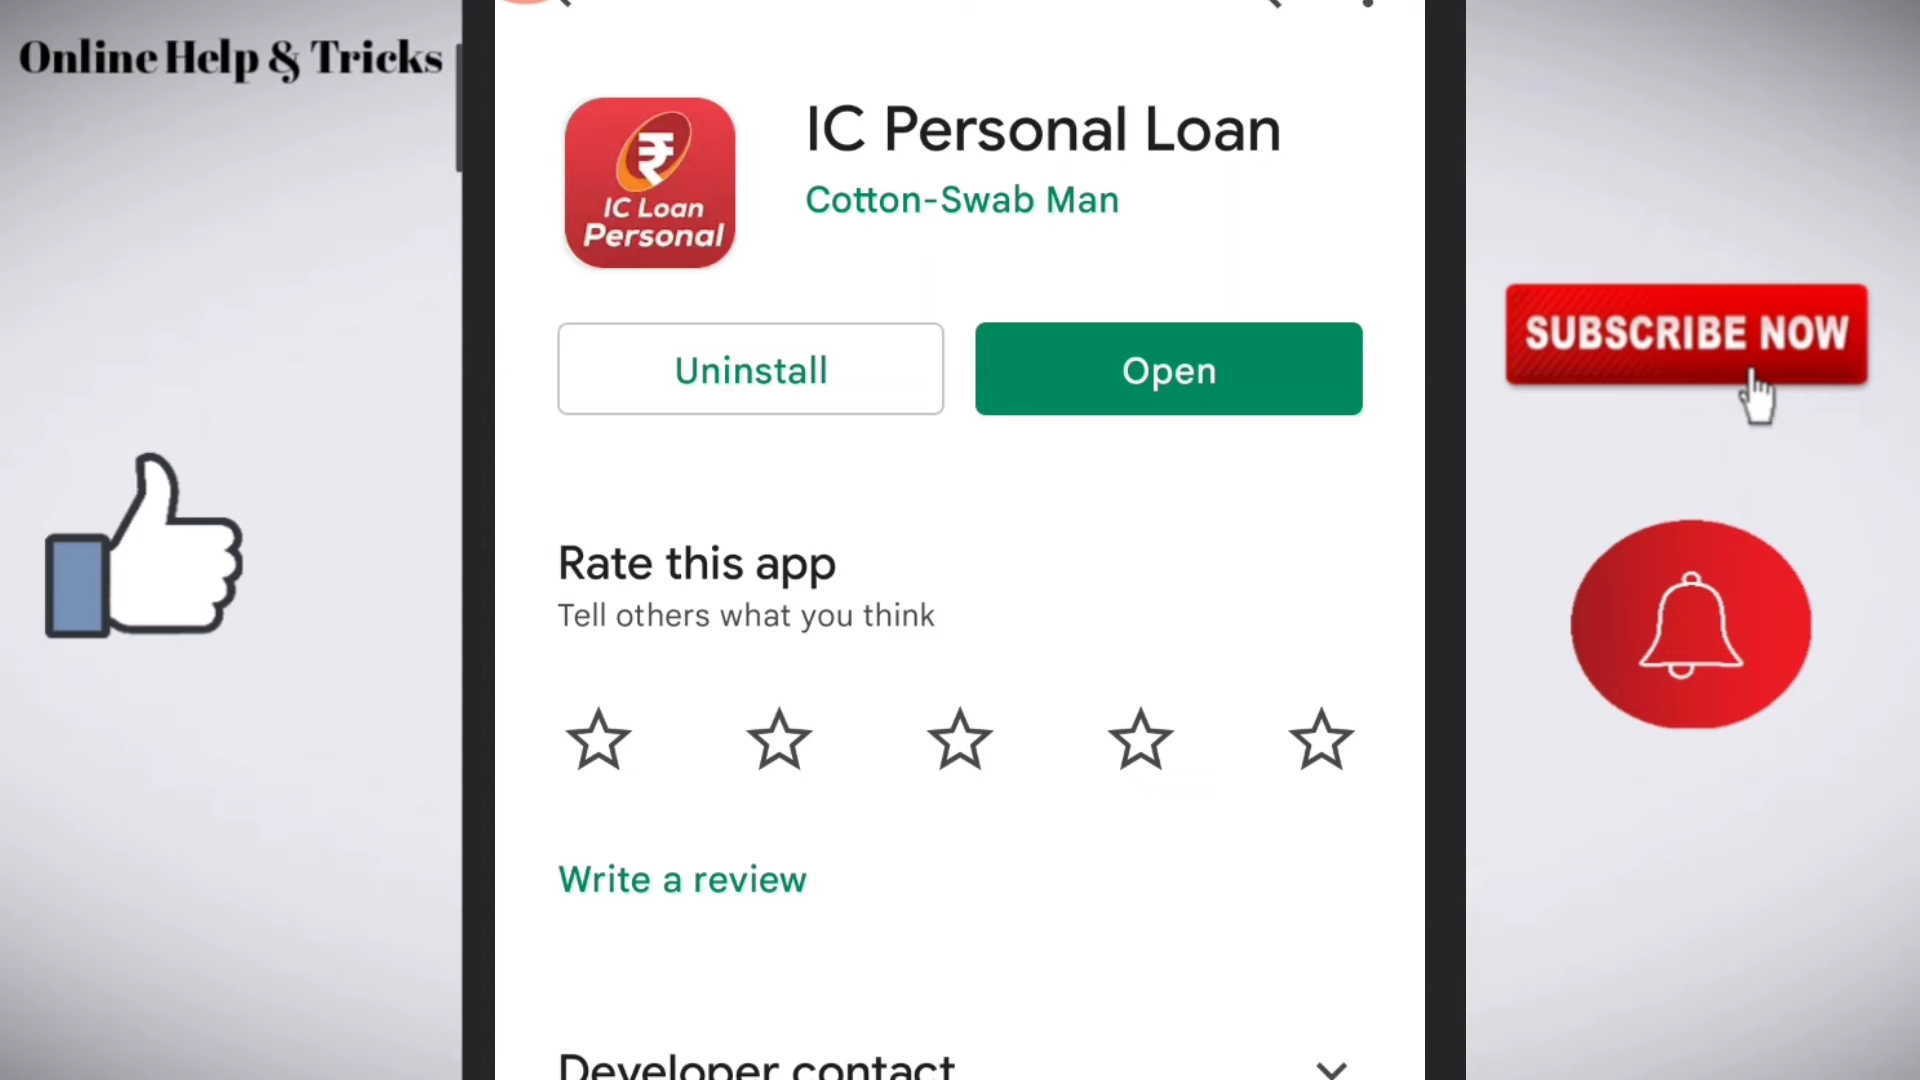 Online Help & Tricks
IC Personal Loan
Cotton-Swab Man
₹
IC Loan
Personal
Uninstall
Open
SUBSCRIBE NOW
Rate this app
Tell others what you think
Write a review
Developer contact